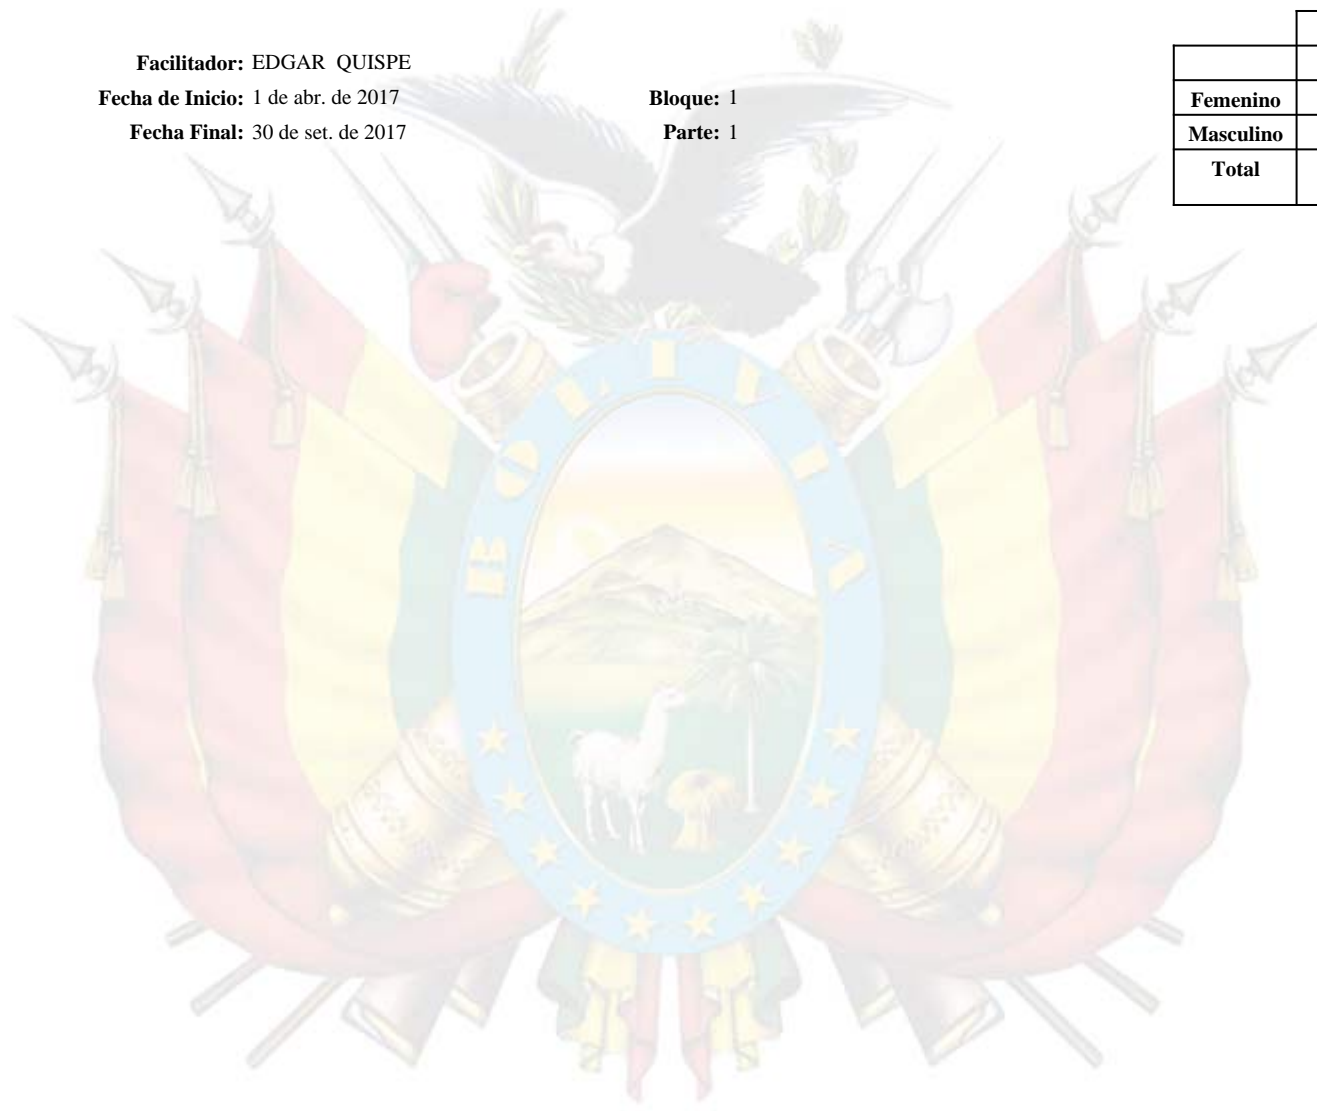 Facilitador: EDGAR QUISPE
Fecha de Inicio: 1 de abr. de 2017
Bloque: 1
Fecha Final: 30 de set. de 2017
Parte: 1
Femenino
Masculino
Total
BOLIVIA